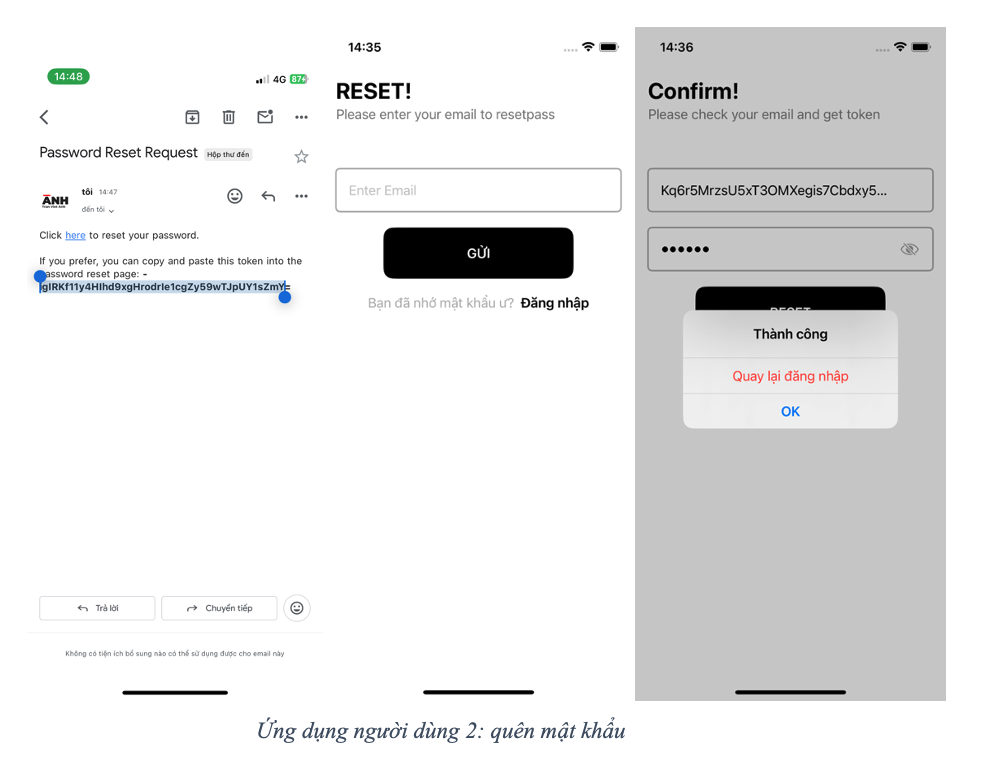 14:48
4G 87
Password Reset Request Hộp thư đến
ANH
tôi 14:47
đến tôi
Click here to reset your password.
If you prefer, you can copy and paste this token into the
password reset page: -
gIRKf11y4HIhd9xgHrodrIe1cgZy59wTJpUY1sZmY=
Trả lời
Chuyển tiếp
Không có tiện ích bổ sung nào có thể sử dụng được cho email này
14:35
RESET!
Please enter your email to resetpass
Enter Email
GỬI
Bạn đã nhớ mật khẩu ư? Đăng nhập
14:36
Confirm!
Please check your email and get token
Kq6r5MrzsU5xT3OMXegis7Cbdxy5...
RESET
Thành công
Quay lại đăng nhập
OK
Ứng dụng người dùng 2: quên mật khẩu